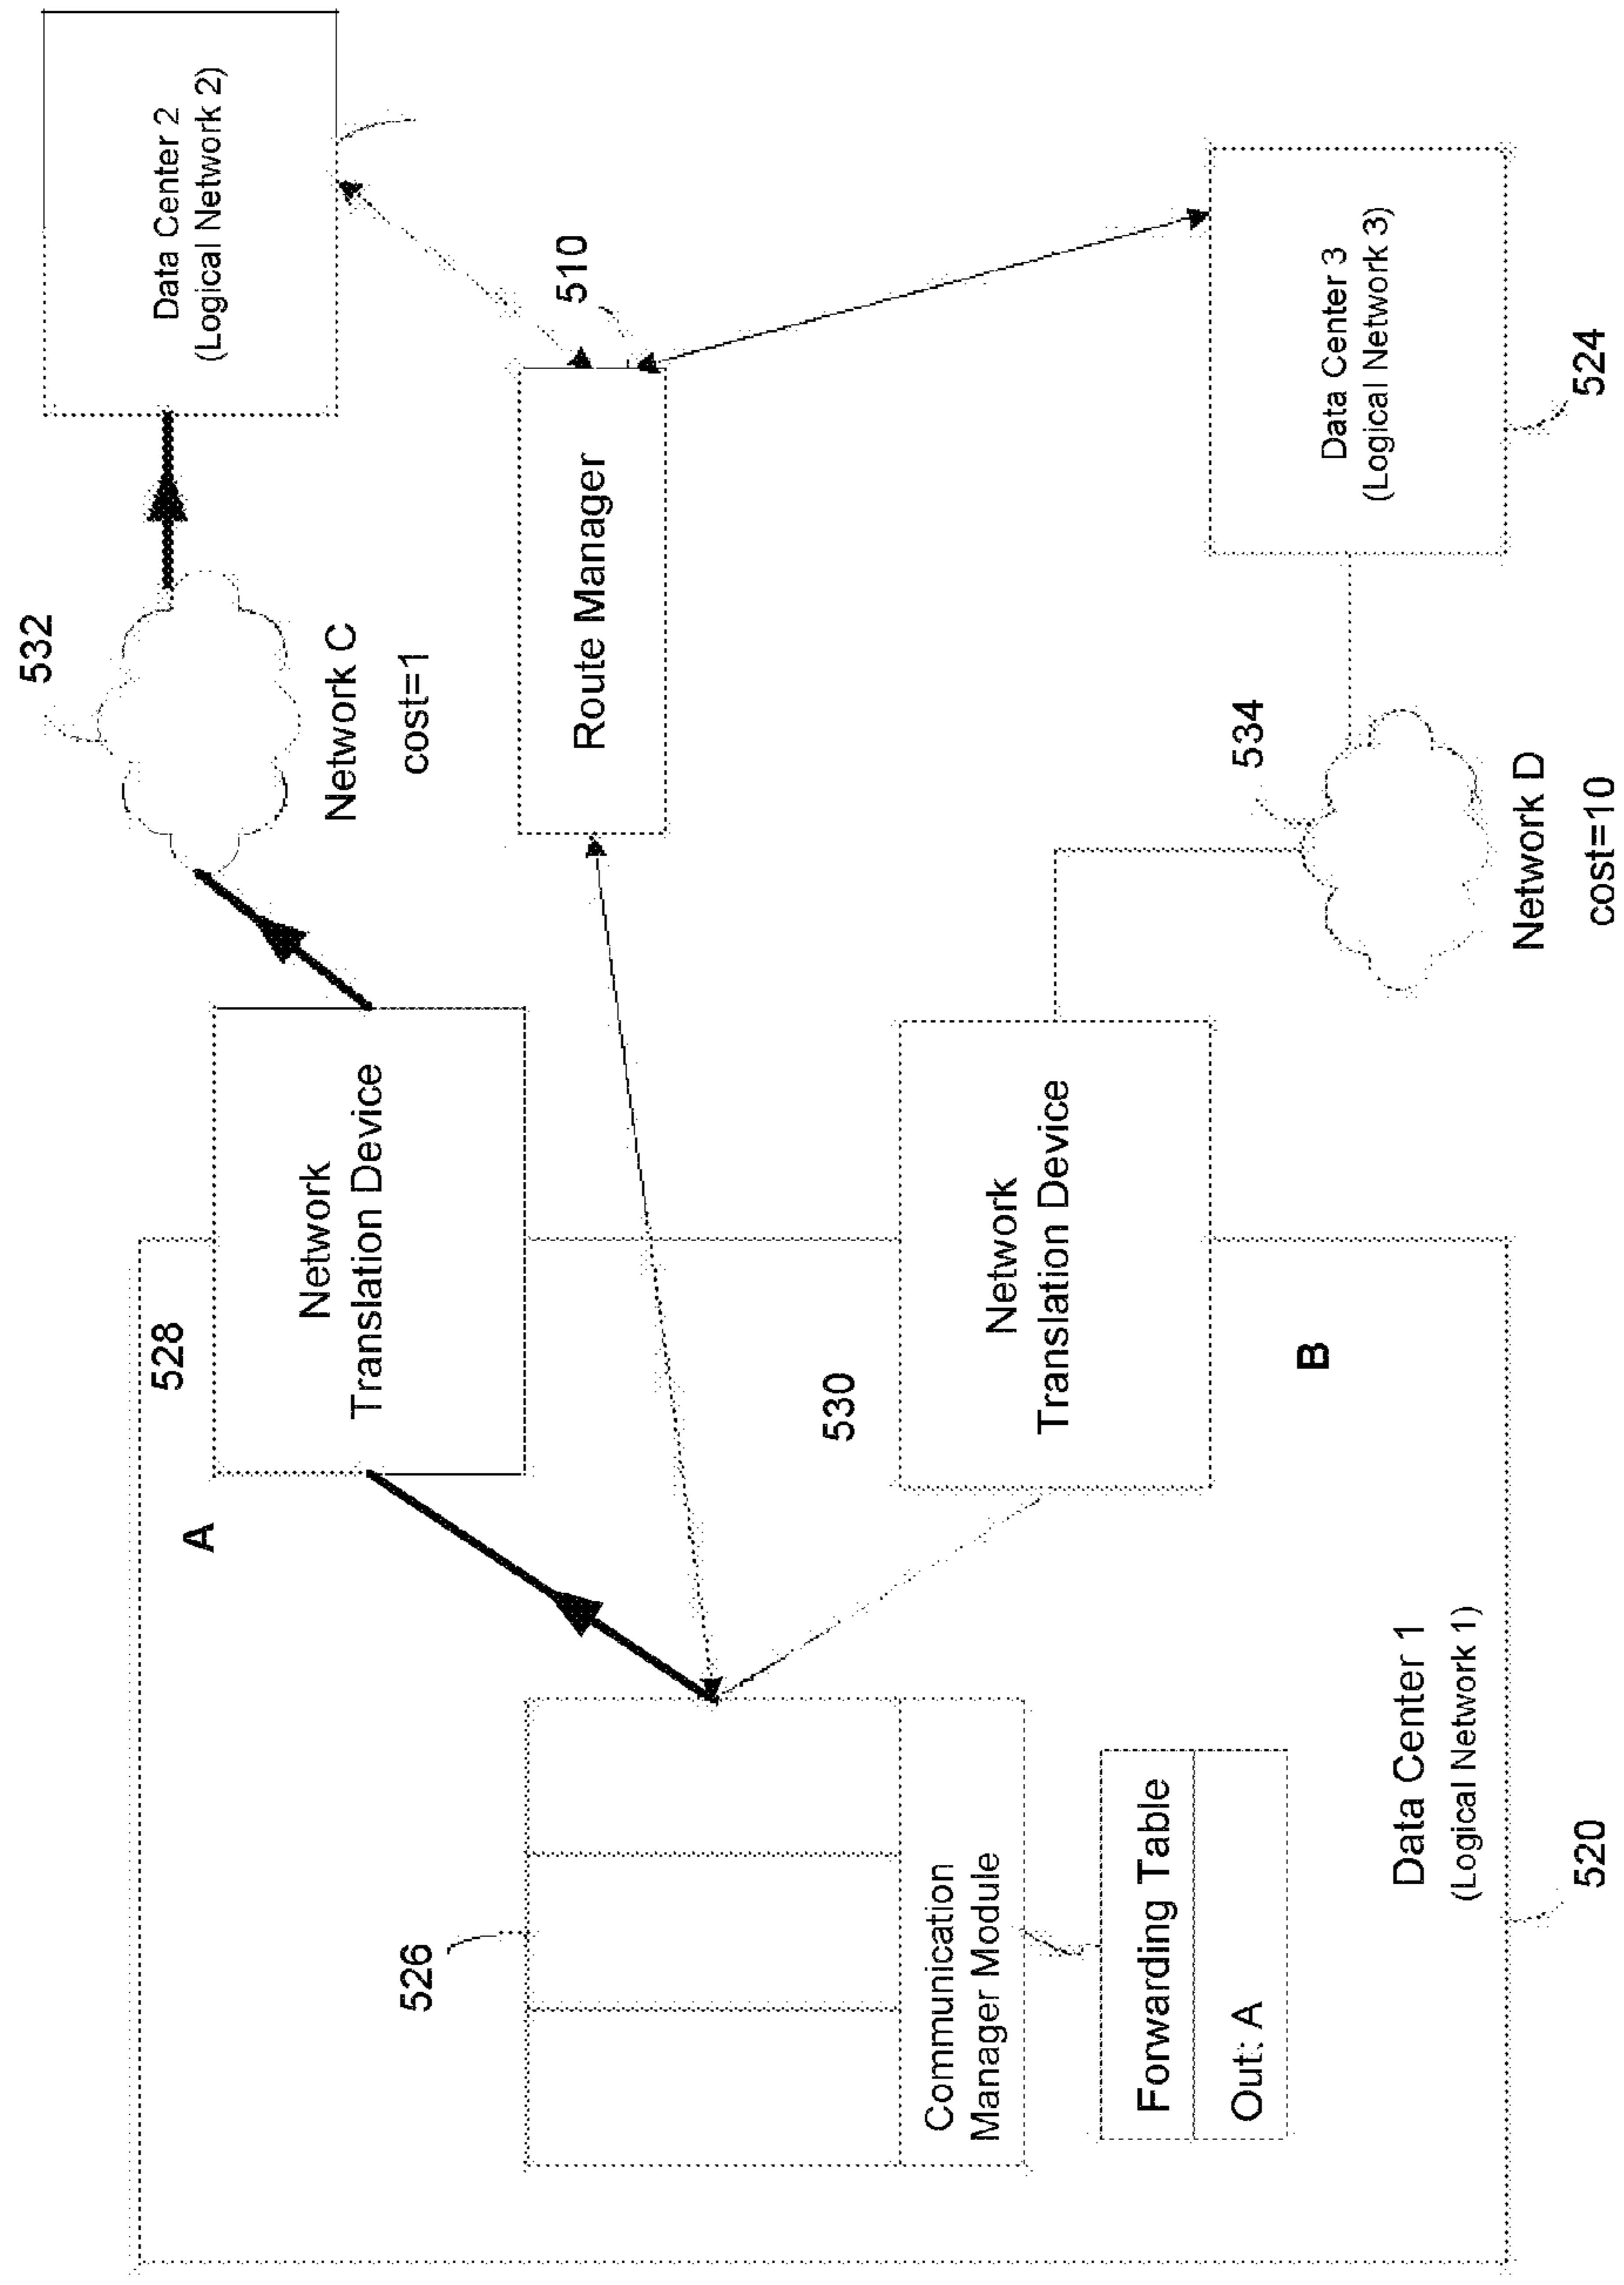 532
Network C
cost=1
Data Center 2
(Logical Network 2)
528
A
Network
Translation Device
510
Route Manager
526
Communication
Manager Module
530
Network
Translation Device
B
534
Network D
cost=10
Data Center 3
(Logical Network 3)
524
Forwarding Table
Out: A
Data Center 1
(Logical Network 1)
520